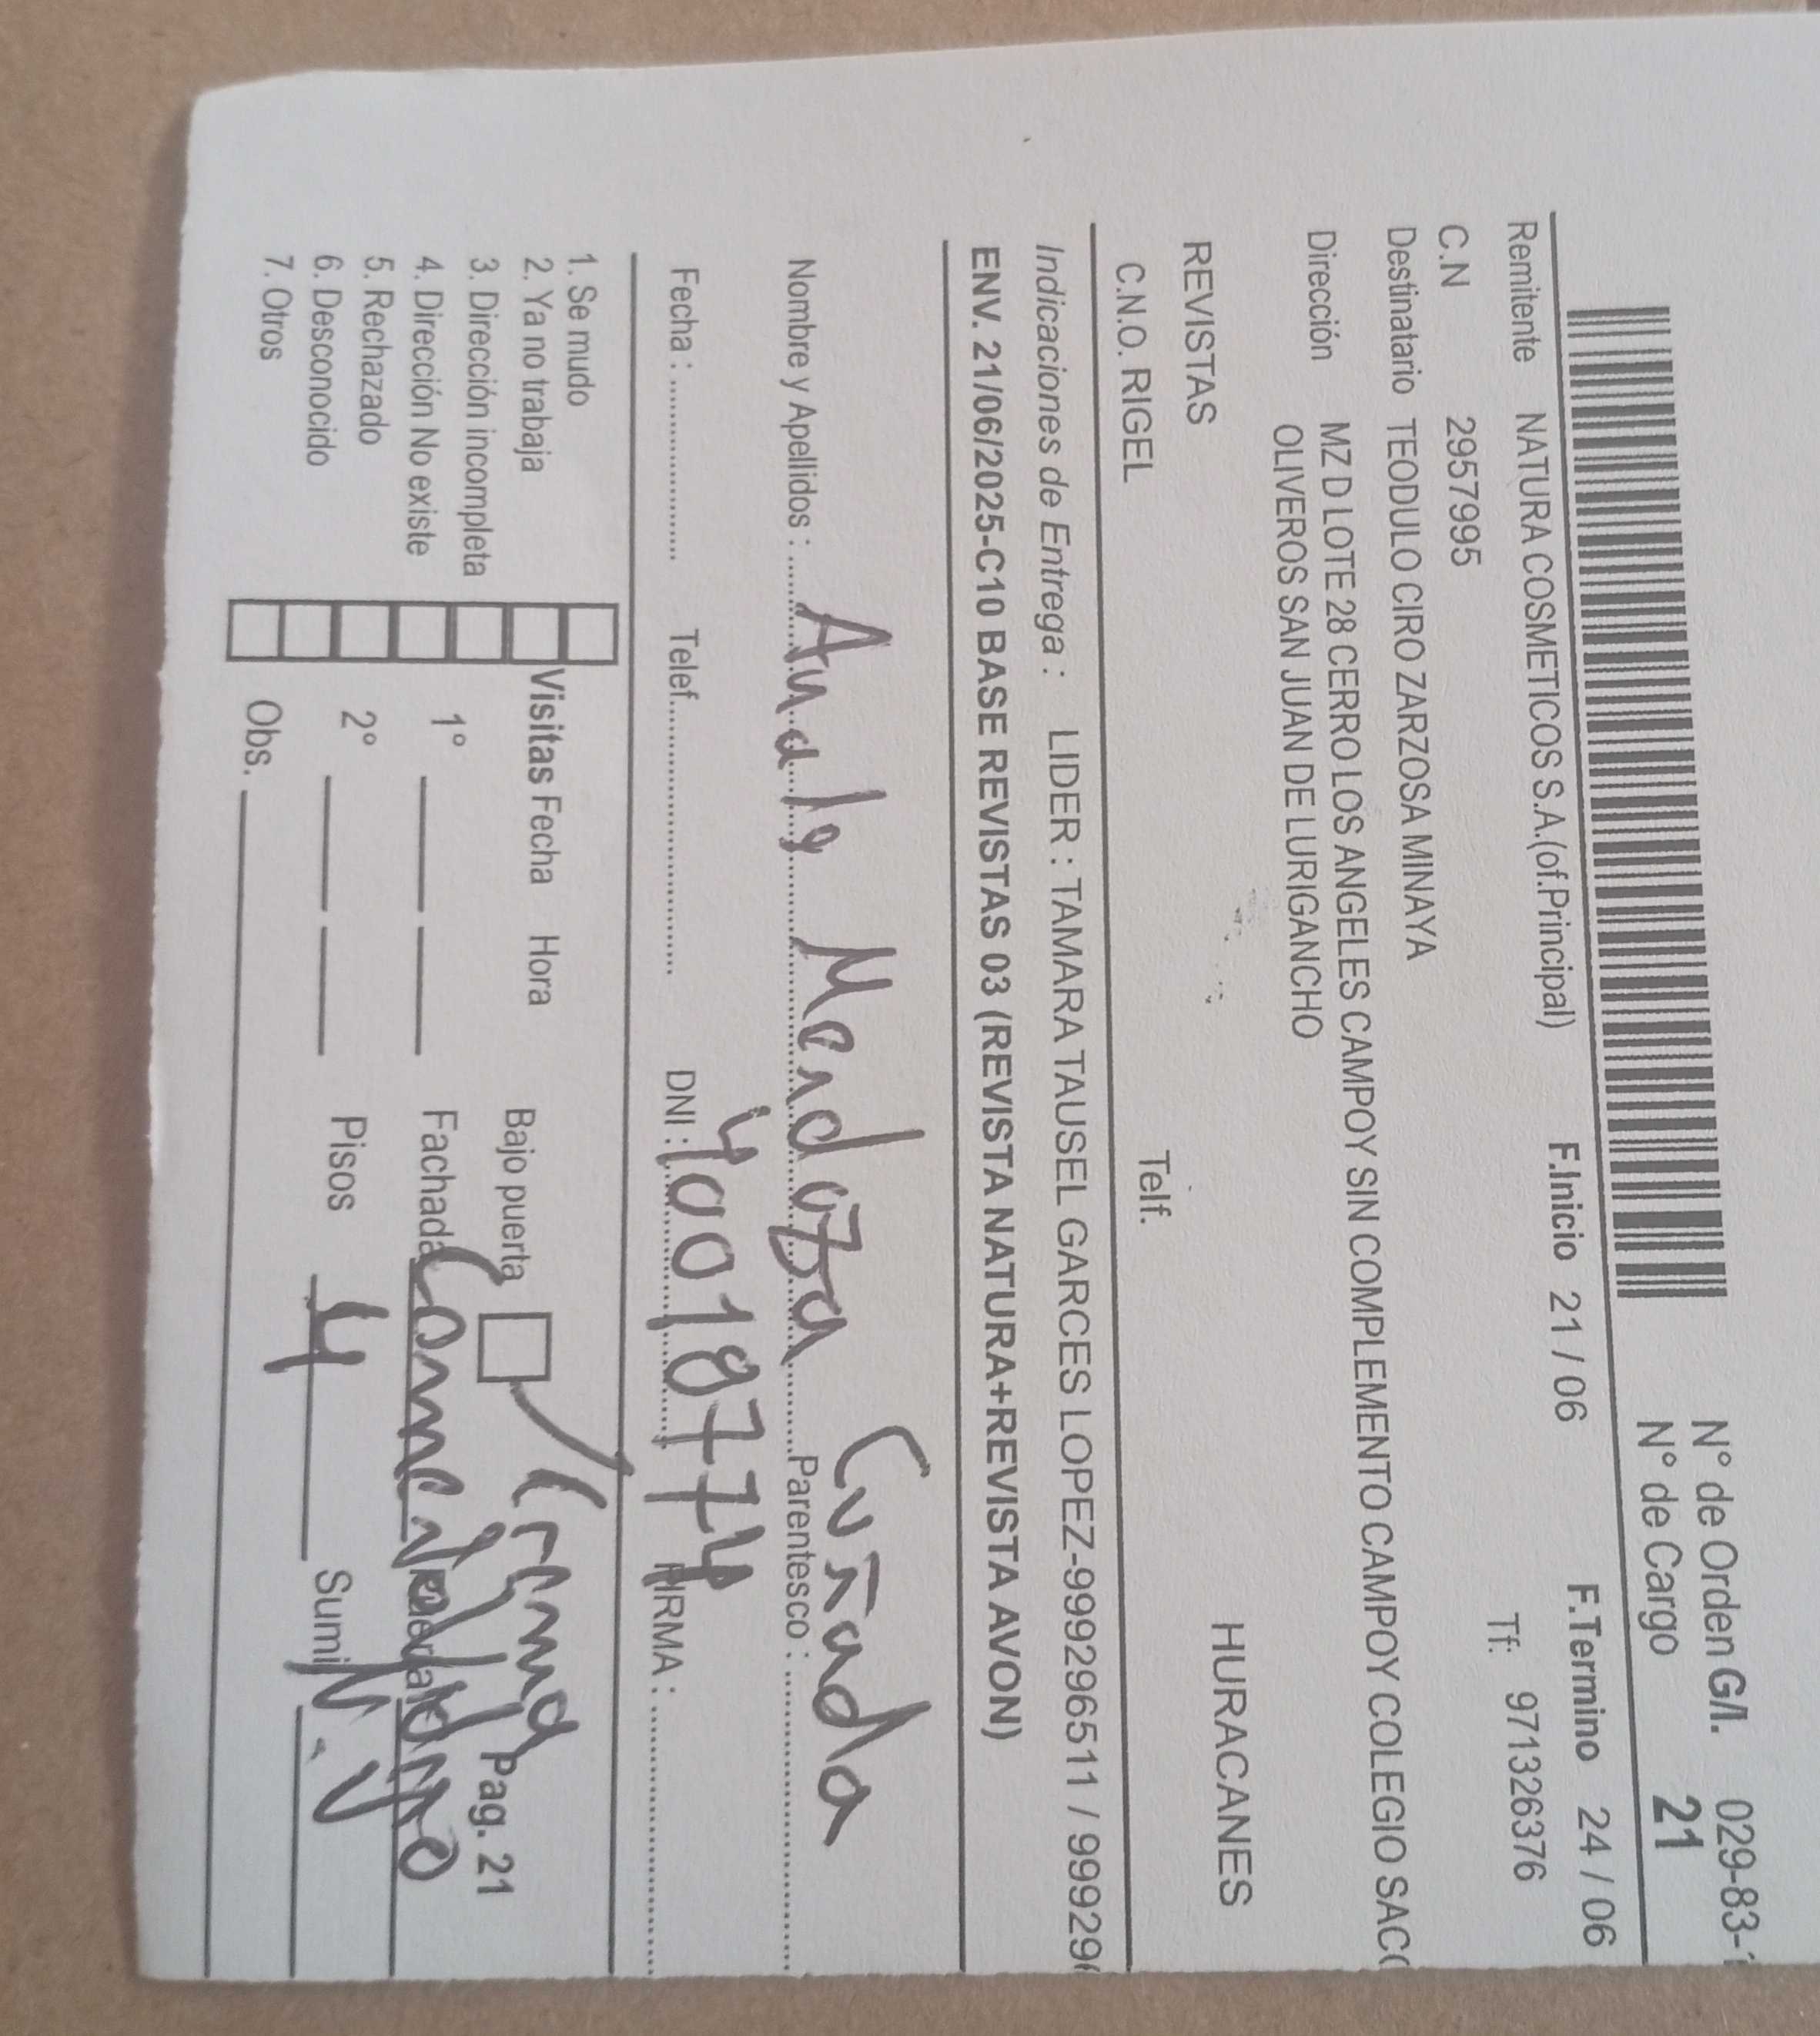 N° de Orden G/I. 029-83-1
N° de Cargo 21
F.Inicio 21 / 06 F.Termino 24 / 06
Remitente NATURA COSMETICOS S.A.(of.Principal)
C.N 2957995 Tf: 971326376
Destinatario TEODULO CIRO ZARZOSA MINAYA
Dirección MZ D LOTE 28 CERRO LOS ANGELES CAMPOY SIN COMPLEMENTO CAMPOY COLEGIO SACO
OLIVEROS SAN JUAN DE LURIGANCHO
REVISTAS HURACANES
C.N.O. RIGEL Telf.
Indicaciones de Entrega : LIDER : TAMARA TAUSEL GARCES LOPEZ-999296511 / 99929
ENV. 21/06/2025-C10 BASE REVISTAS 03 (REVISTA NATURA+REVISTA AVON)
Nombre y Apellidos : Mendoza Parentesco : Cuñada
Fecha : Telef. DNI : 40018774 FIRMA :
1. Se mudo
2. Ya no trabaja
3. Dirección incompleta
4. Dirección No existe
5. Rechazado
6. Desconocido
7. Otros
Visitas Fecha Hora
1°
2°
Obs.
Bajo puerta Crema Pag. 21
Fachada Puerta
Pisos 4 Sumi N.V